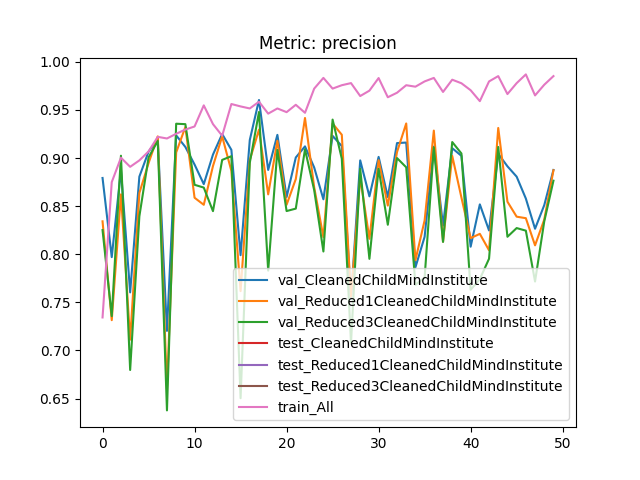 Metric: precision
1.00
0.95
0.90
0.85
0.80
0.75
0.70
0.65
val_CleanedChildMindInstitute
val_Reduced1CleanedChildMindInstitute
val_Reduced3CleanedChildMindInstitute
test_CleanedChildMindInstitute
test_Reduced1CleanedChildMindInstitute
test_Reduced3CleanedChildMindInstitute
train_All
0 10 20 30 40 50